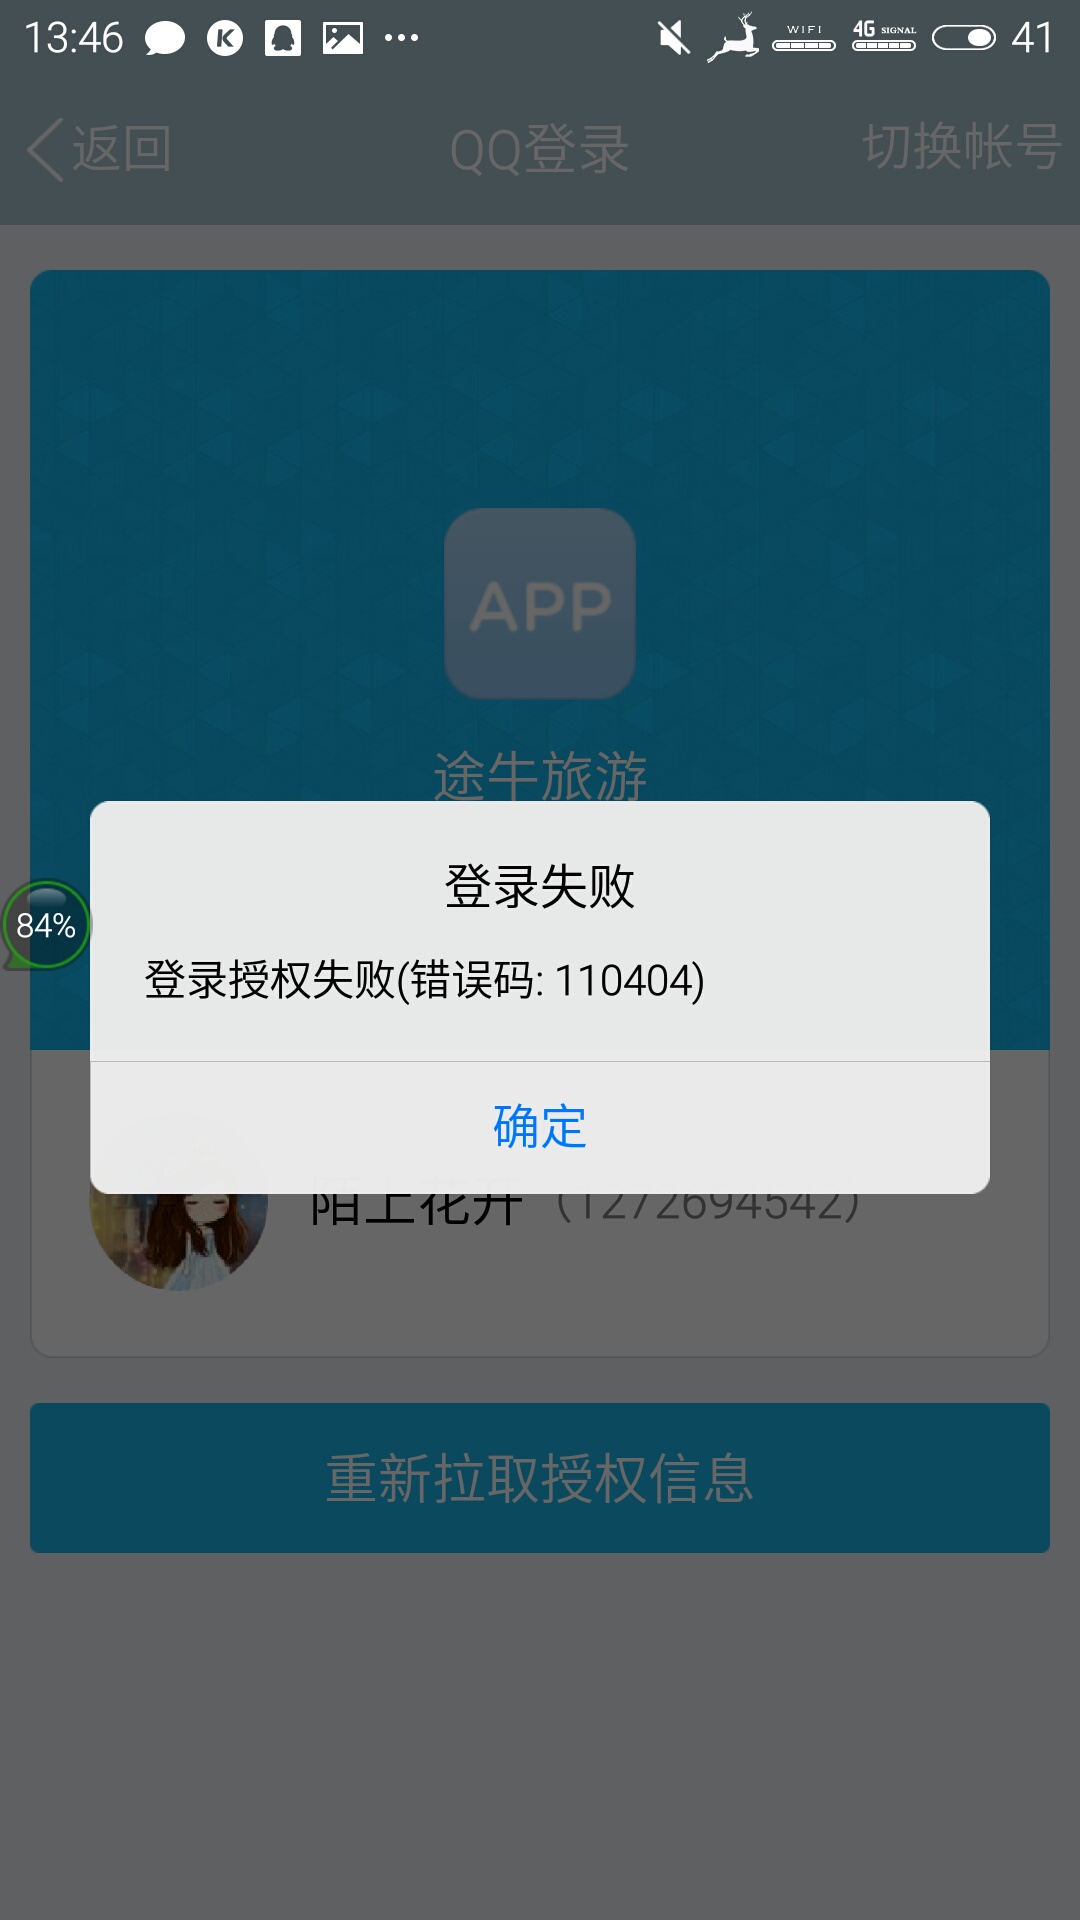 13:46
WIFI
4G SIGNAL
41
返回
QQ登录
切换帐号
APP
途牛旅游
登录失败
84%
登录授权失败(错误码: 110404)
确定
陌上花开 (1272694542)
重新拉取授权信息